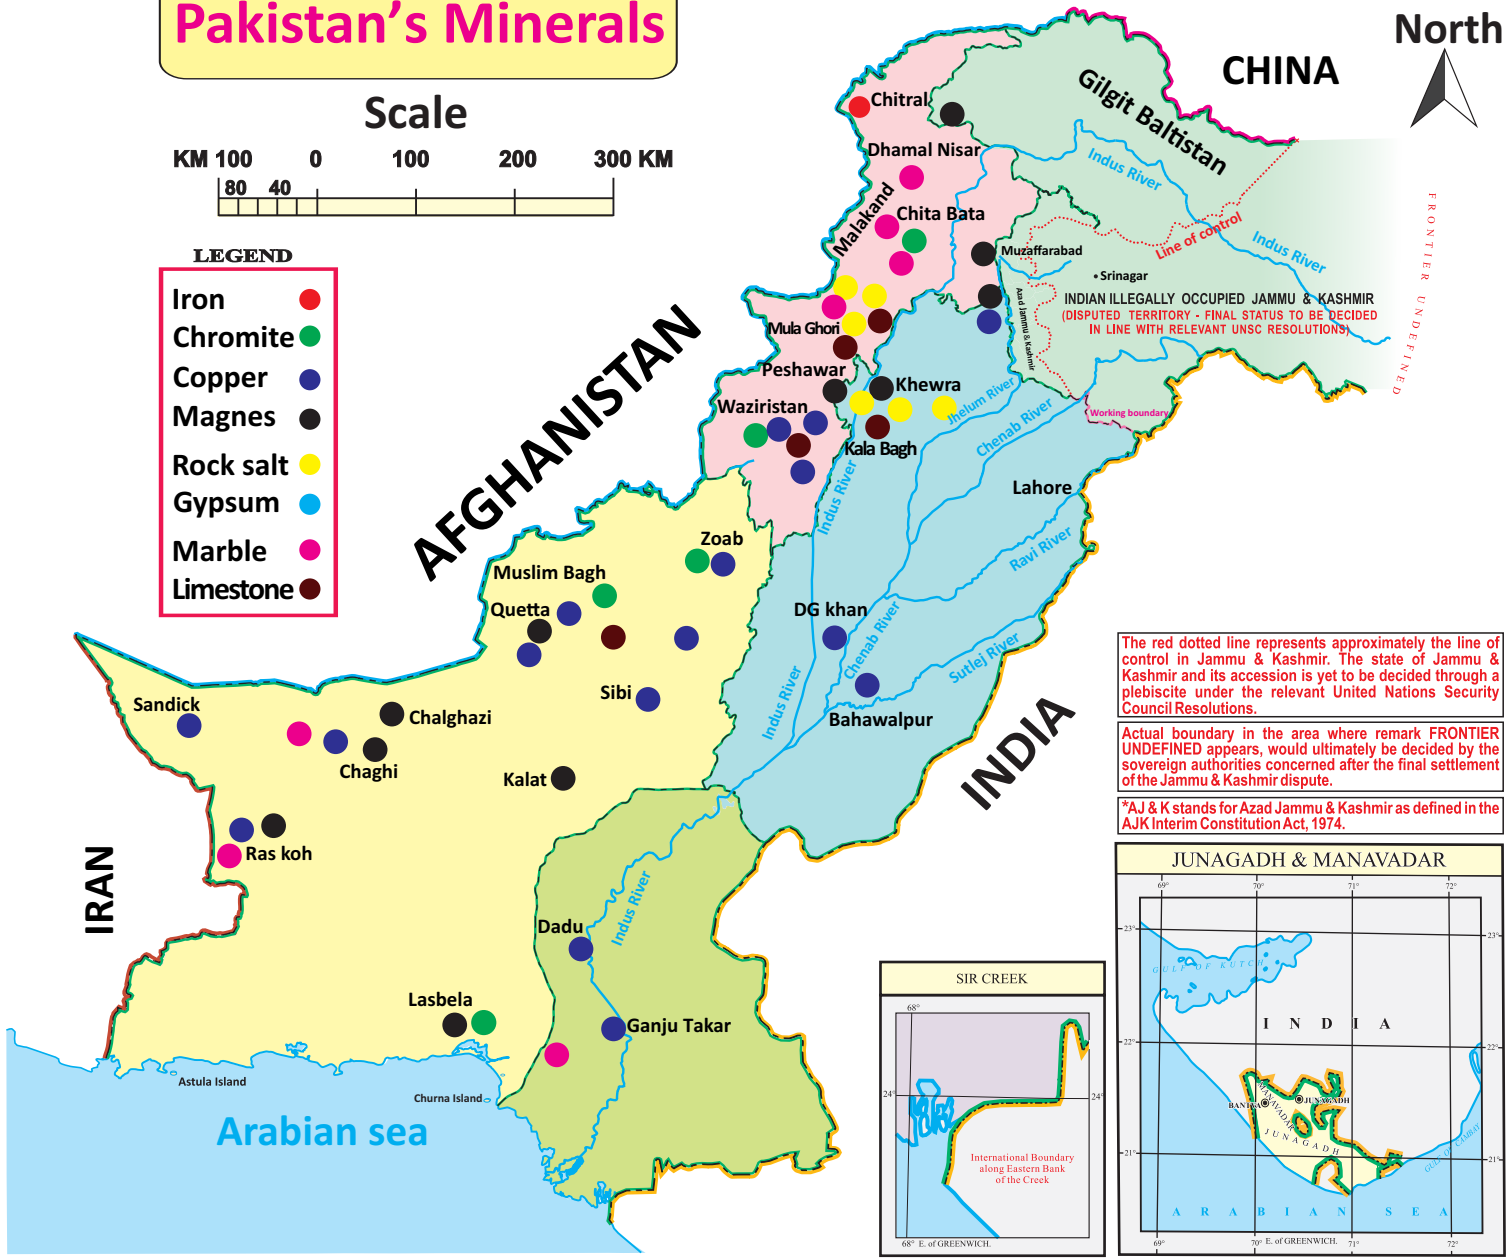 Pakistan's Minerals
North
Scale
KM 100 0 100 200 300 KM
80 40
LEGEND
Iron
Chromite
Copper
Magnes
Rock salt
Gypsum
Marble
Limestone
CHINA
Gilgit Baltistan
Chitral
Dhamal Nisar
Indus River
Malakand
Chita Bata
Line of control
Indus River
FRONTIER UNDEFINED
Muzaffarabad
Srinagar
Azad Jammu & Kashmir
INDIAN ILLEGALLY OCCUPIED JAMMU & KASHMIR
(DISPUTED TERRITORY - FINAL STATUS TO BE DECIDED
IN LINE WITH RELEVANT UNSC RESOLUTIONS)
Mula Ghori
Peshawar
Khewra
Waziristan
Jhelum River
Chenab River
Working boundary
Kala Bagh
AFGHANISTAN
Indus River
Lahore
Zoab
Ravi River
Muslim Bagh
Quetta
DG khan
Chenab River
Sutlej River
Sibi
Indus River
Bahawalpur
Sandick
Chalghazi
Chaghi
Kalat
INDIA
Ras koh
IRAN
Dadu
Indus River
Lasbela
Ganju Takar
Astula Island
Churna Island
Arabian sea
The red dotted line represents approximately the line of
control in Jammu & Kashmir. The state of Jammu &
Kashmir and its accession is yet to be decided through a
plebiscite under the relevant United Nations Security
Council Resolutions.
Actual boundary in the area where remark FRONTIER
UNDEFINED appears, would ultimately be decided by the
sovereign authorities concerned after the final settlement
of the Jammu & Kashmir dispute.
*AJ & K stands for Azad Jammu & Kashmir as defined in the
AJK Interim Constitution Act, 1974.
SIR CREEK
68°
24° 24°
International Boundary
along Eastern Bank
of the Creek
68° E. of GREENWICH.
JUNAGADH & MANAVADAR
69° 70° 71° 72°
23° 23°
GULF OF KUTCH
INDIA
22° 22°
MANAVADAR
JUNAGADH
JUNAGADH
GULF OF CAMBAY
21° 21°
ARABIAN SEA
69° 70° E. of GREENWICH. 71° 72°